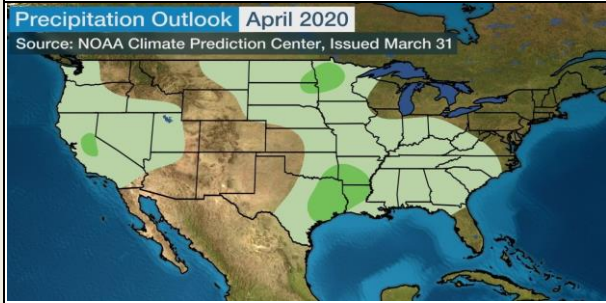 Precipitation Outlook April 2020
Source: NOAA Climate Prediction Center, Issued March 31